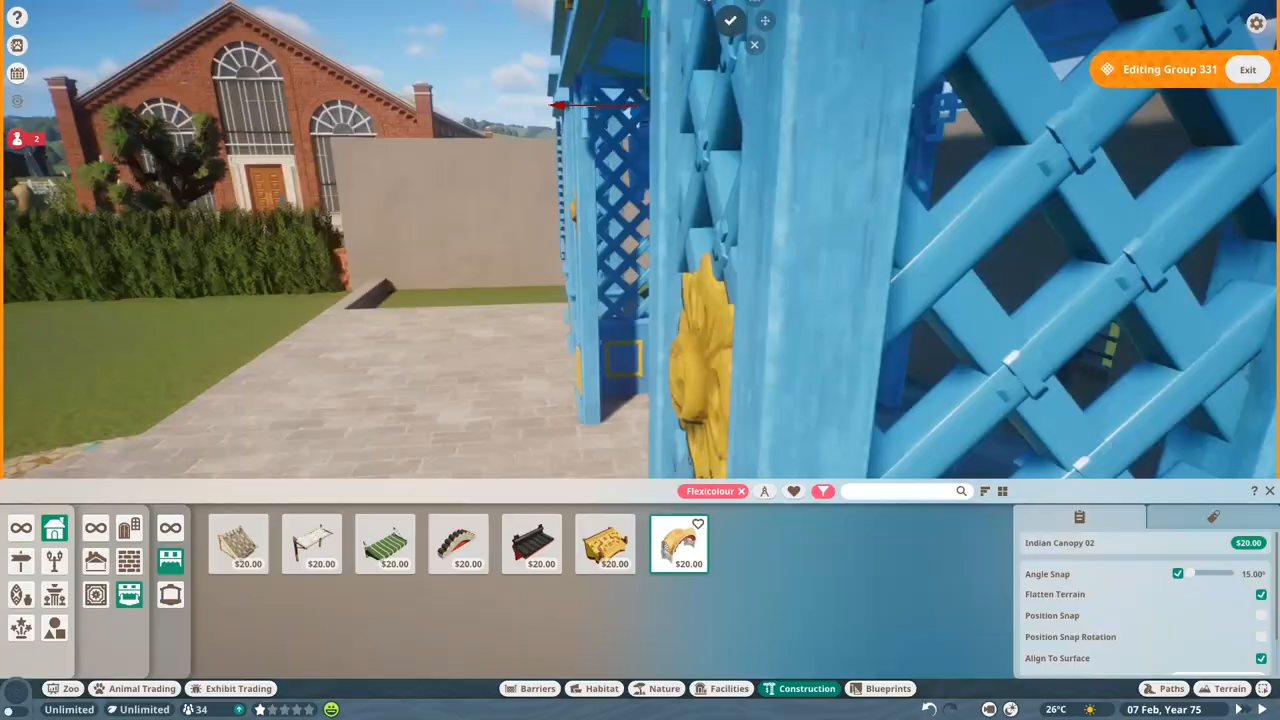 ?
2
Editing Group 331
Exit
Flexicolour
? ×
$20.00
$20.00
$20.00
$20.00
$20.00
$20.00
$20.00
Indian Canopy 02
$20.00
Angle Snap
15.00°
Flatten Terrain
Position Snap
Position Snap Rotation
Align To Surface
Zoo
Animal Trading
Exhibit Trading
Barriers
Habitat
Nature
Facilities
Construction
Blueprints
Paths
Terrain
Unlimited
Unlimited
34
26°C
07 Feb, Year 75